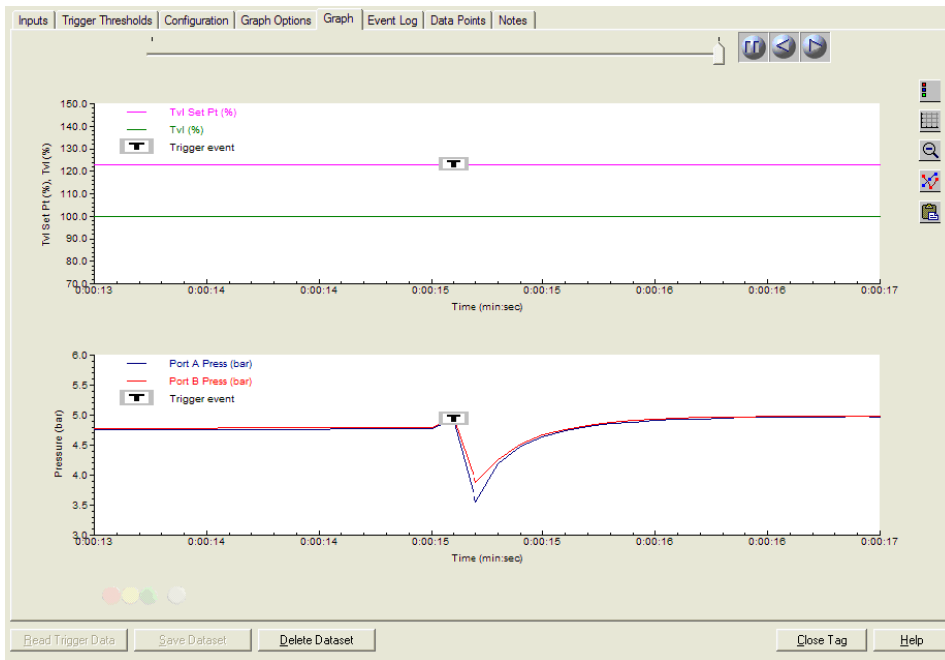 Inputs Trigger Thresholds Configuration Graph Options Graph Event Log Data Points Notes
Tvl Set Pt (%)
Tvl (%)
Trigger event
Tvl Set Pt (%), Tvl (%)
150.0
140.0
130.0
120.0
110.0
100.0
90.0
80.0
70.0
0:00:13 0:00:14 0:00:14 0:00:15 0:00:15 0:00:16 0:00:16 0:00:17
Time (min:sec)
Port A Press (bar)
Port B Press (bar)
Trigger event
Pressure (bar)
6.0
5.5
5.0
4.5
4.0
3.5
3.0
0:00:13 0:00:14 0:00:14 0:00:15 0:00:15 0:00:16 0:00:16 0:00:17
Time (min:sec)
Read Trigger Data Save Dataset Delete Dataset Close Tag Help